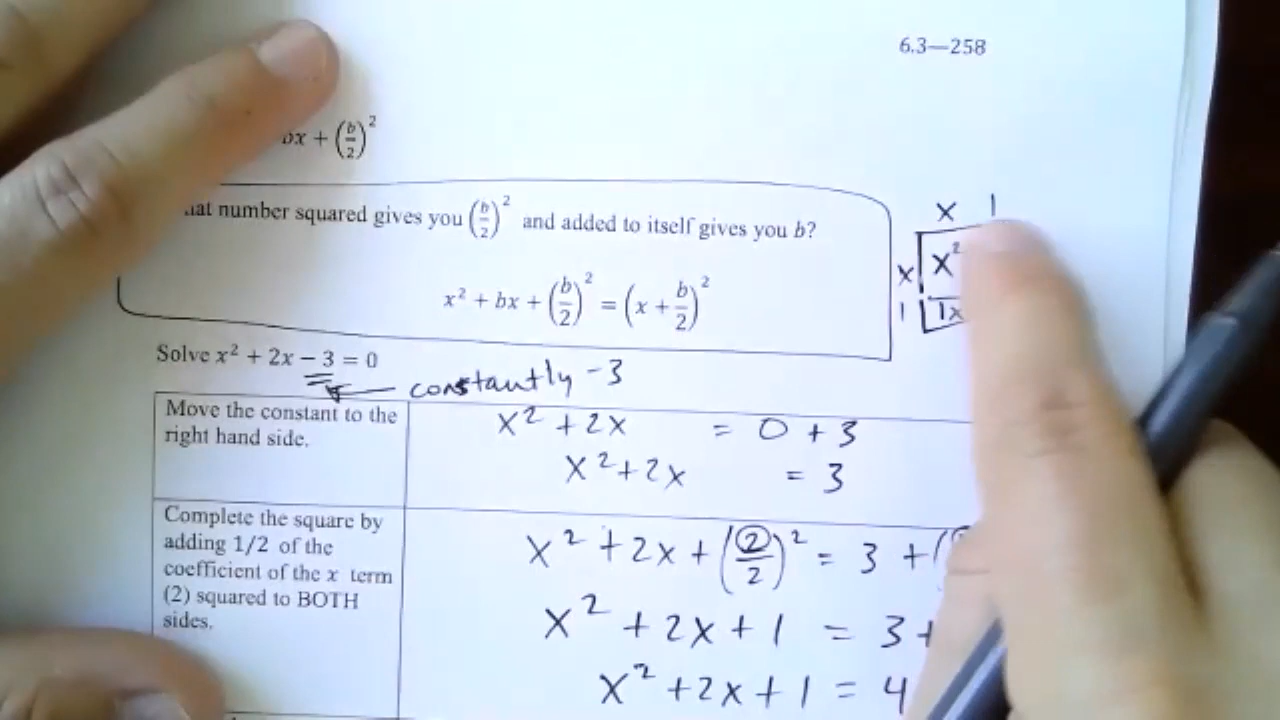 6.3—258
bx + (b/2)²
number squared gives you (b/2)² and added to itself gives you b?
x² + bx + (b/2)² = (x + b/2)²
x 1
x x²
1 1x
Solve x² + 2x − 3 = 0
constantly -3
Move the constant to the
right hand side.
x² + 2x = 0 + 3
x² + 2x = 3
Complete the square by
adding 1/2 of the
coefficient of the x term
(2) squared to BOTH
sides.
x² + 2x + (2/2)² = 3 + (
x² + 2x + 1 = 3 +
x² + 2x + 1 = 4